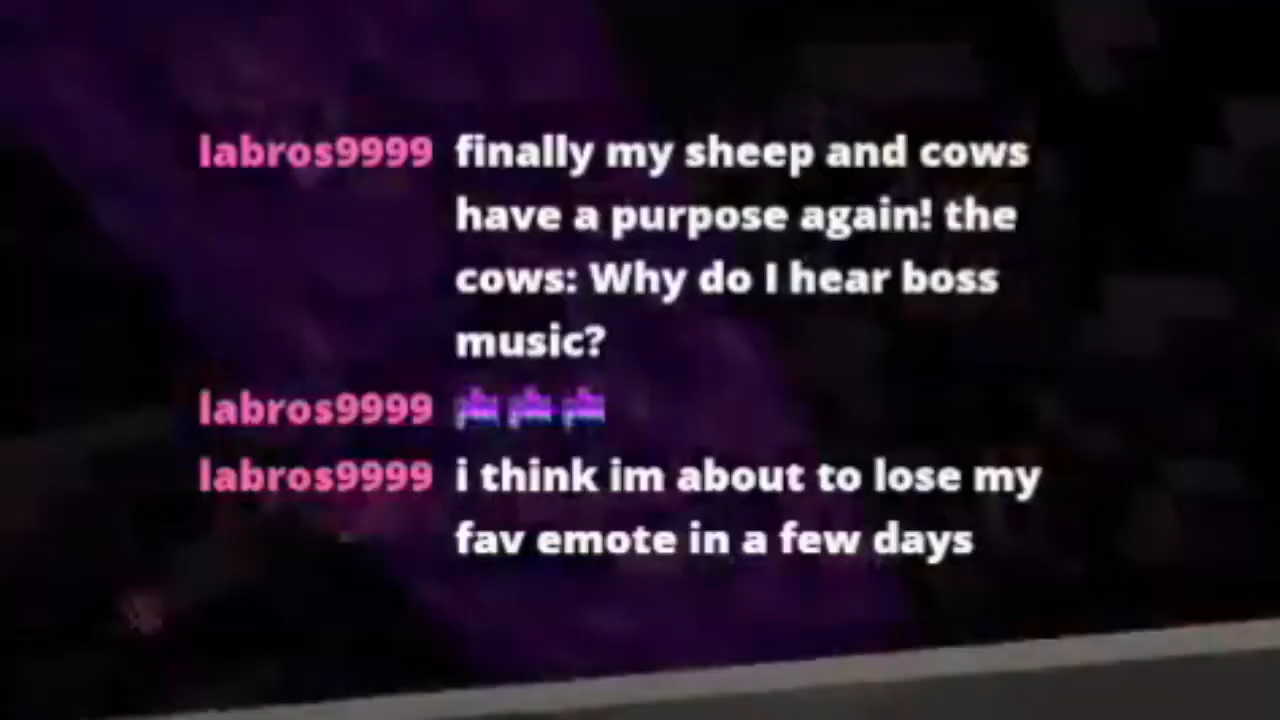 labros9999 finally my sheep and cows
have a purpose again! the
cows: Why do I hear boss
music?
labros9999
labros9999 i think im about to lose my
fav emote in a few days